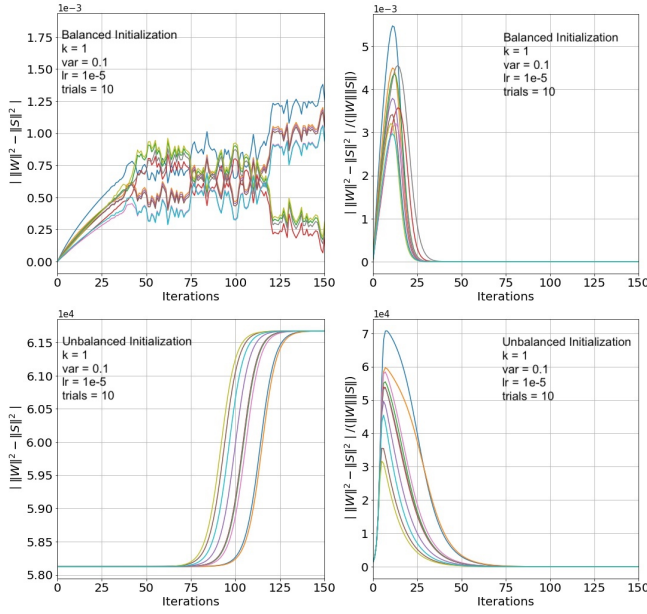 1e−3
1.75
1.50
1.25
1.00
0.75
0.50
0.25
0.00
| ‖W‖² − ‖S‖² |
Balanced Initialization
k = 1
var = 0.1
lr = 1e-5
trials = 10
0 25 50 75 100 125 150
Iterations
1e−3
5
4
3
2
1
0
| ‖W‖² − ‖S‖² | /(‖W‖‖S‖)
Balanced Initialization
k = 1
var = 0.1
lr = 1e-5
trials = 10
0 25 50 75 100 125 150
Iterations
1e4
6.15
6.10
6.05
6.00
5.95
5.90
5.85
5.80
| ‖W‖² − ‖S‖² |
Unbalanced Initialization
k = 1
var = 0.1
lr = 1e-5
trials = 10
0 25 50 75 100 125 150
Iterations
1e4
7
6
5
4
3
2
1
0
| ‖W‖² − ‖S‖² | /(‖W‖‖S‖)
Unbalanced Initialization
k = 1
var = 0.1
lr = 1e-5
trials = 10
0 25 50 75 100 125 150
Iterations